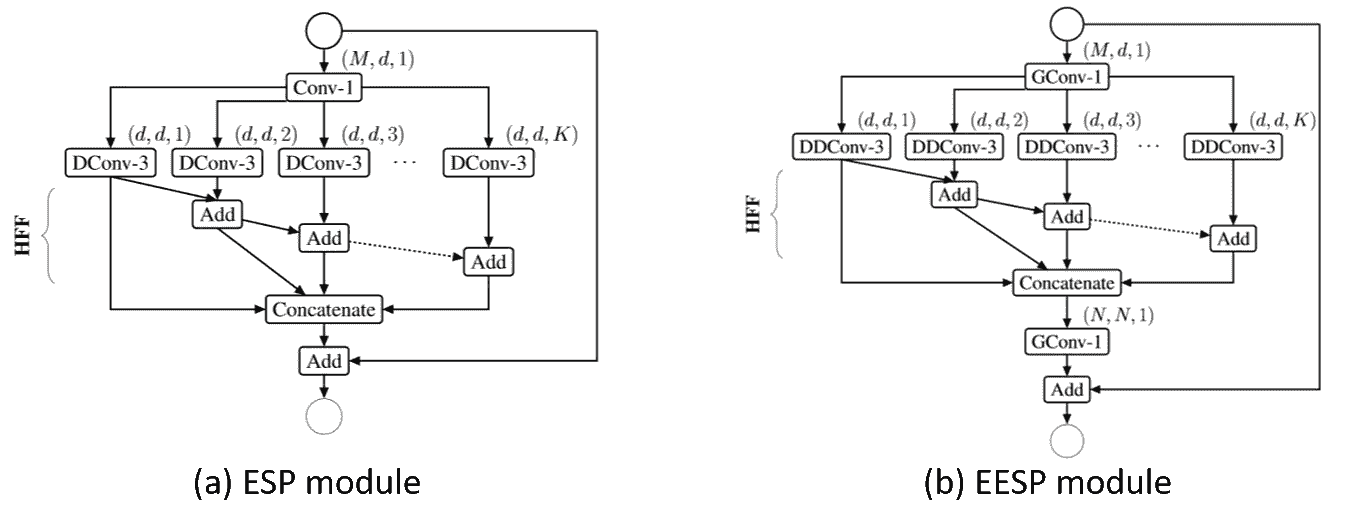 (M, d, 1)
Conv-1
(d, d, 1)
(d, d, 2)
(d, d, 3)
(d, d, K)
DConv-3
DConv-3
DConv-3
···
DConv-3
HFF
Add
Add
Add
Concatenate
Add
(a) ESP module
(M, d, 1)
GConv-1
(d, d, 1)
(d, d, 2)
(d, d, 3)
(d, d, K)
DDConv-3
DDConv-3
DDConv-3
···
DDConv-3
HFF
Add
Add
Add
Concatenate
(N, N, 1)
GConv-1
Add
(b) EESP module